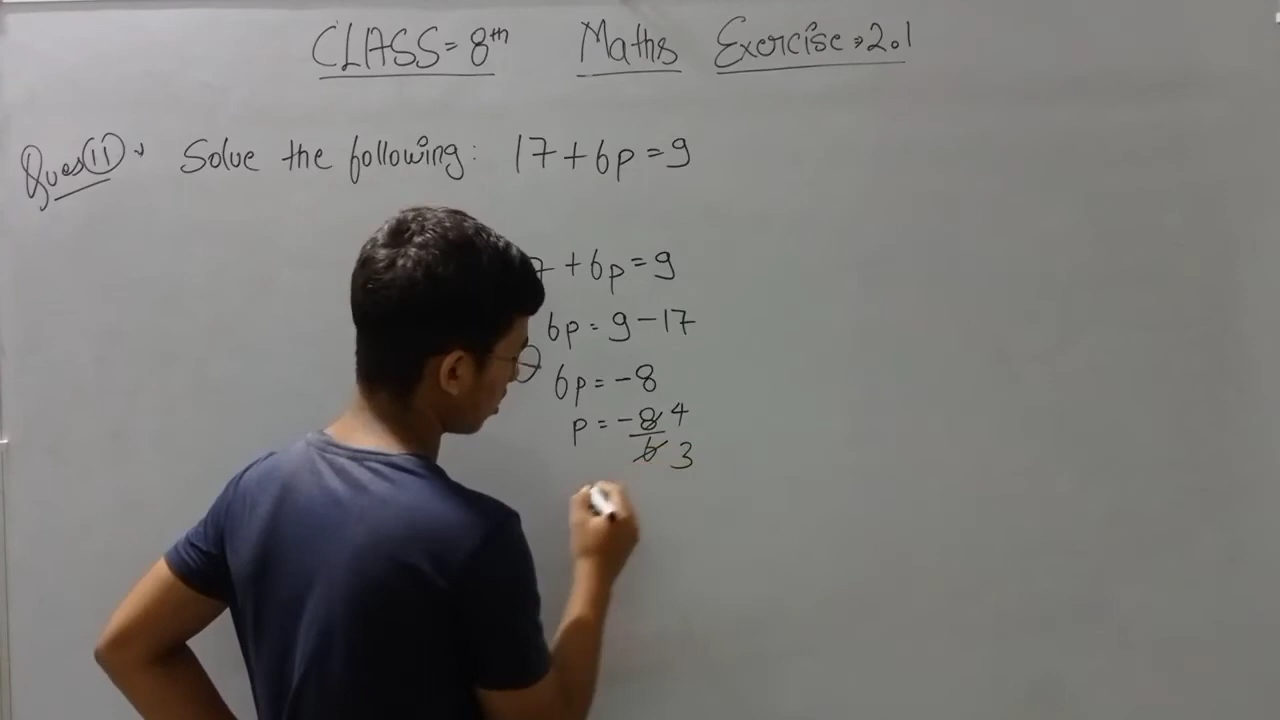 CLASS = 8th Maths Exercise → 2.1
Ques (11) → Solve the following: 17+6p=9
7 +6p=9
6p = 9-17
6p = -8
p = -8 4
6 3